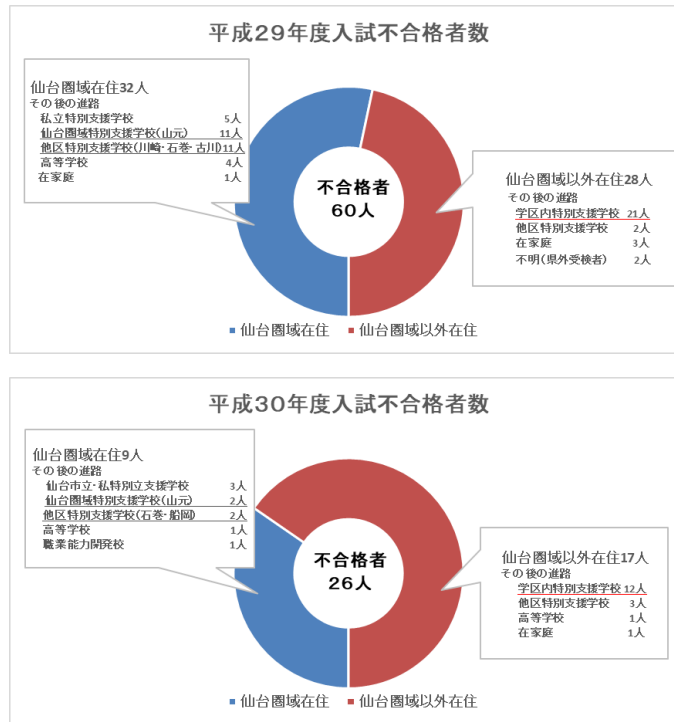 平成29年度入試不合格者数
仙台圏域在住32人
その後の進路
私立特別支援学校 5人
仙台圏域特別支援学校(山元) 11人
他区特別支援学校(川崎・石巻・古川)11人
高等学校 4人
在家庭 1人
不合格者
60人
仙台圏域以外在住28人
その後の進路
学区内特別支援学校 21人
他区特別支援学校 2人
在家庭 3人
不明(県外受検者) 2人
仙台圏域在住 仙台圏域以外在住
平成30年度入試不合格者数
仙台圏域在住9人
その後の進路
仙台市立・私特別立支援学校 3人
仙台圏域特別支援学校(山元) 2人
他区特別支援学校(石巻・船岡) 2人
高等学校 1人
職業能力開発校 1人
不合格者
26人
仙台圏域以外在住17人
その後の進路
学区内特別支援学校 12人
他区特別支援学校 3人
高等学校 1人
在家庭 1人
仙台圏域在住 仙台圏域以外在住